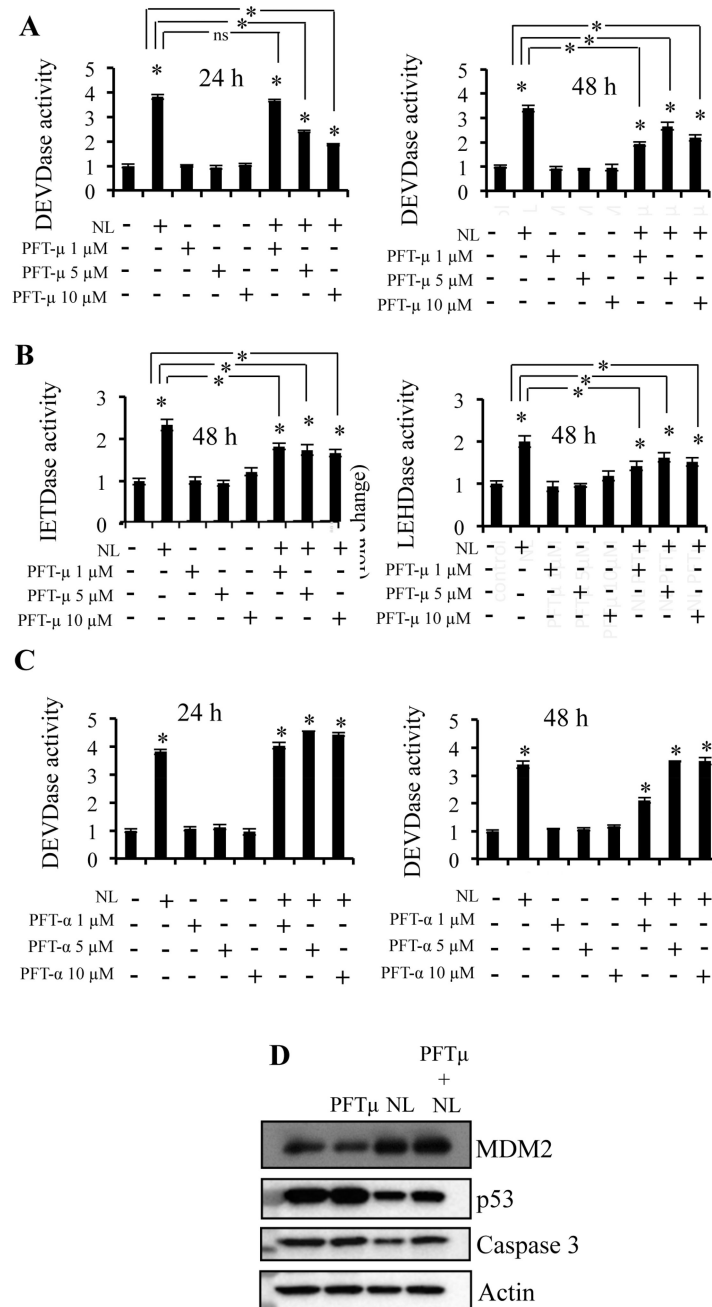 A
DEVDase activity
5
4
3
2
1
0
24 h
*
*
ns
* * * *
NL - + - - - + + +
PFT-μ 1 μM - - + - - + - -
PFT-μ 5 μM - - - + - - + -
PFT-μ 10 μM - - - - + - - +
DEVDase activity
5
4
3
2
1
0
48 h
*
*
*
* * * *
NL - + - - - + + +
PFT-μ 1 μM - - + - - + - -
PFT-μ 5 μM - - - + - - + -
PFT-μ 10 μM - - - - + - - +
B
IETDase activity
3
2
1
0
48 h
*
*
*
* * * *
NL - + - - - + + +
PFT-μ 1 μM - - + - - + - -
PFT-μ 5 μM - - - + - - + -
PFT-μ 10 μM - - - - + - - +
LEHDase activity
3
2
1
0
48 h
*
*
*
* * * *
NL - + - - - + + +
PFT-μ 1 μM - - + - - + - -
PFT-μ 5 μM - - - + - - + -
PFT-μ 10 μM - - - - + - - +
control
C
DEVDase activity
5
4
3
2
1
0
24 h
* * * *
NL - + - - - + + +
PFT-α 1 μM - - + - - + - -
PFT-α 5 μM - - - + - - + -
PFT-α 10 μM - - - - + - - +
DEVDase activity
5
4
3
2
1
0
48 h
* * * *
NL - + - - - + + +
PFT-α 1 μM - - + - - + - -
PFT-α 5 μM - - - + - - + -
PFT-α 10 μM - - - - + - - +
D
PFTμ NL PFTμ
+
NL
MDM2
p53
Caspase 3
Actin